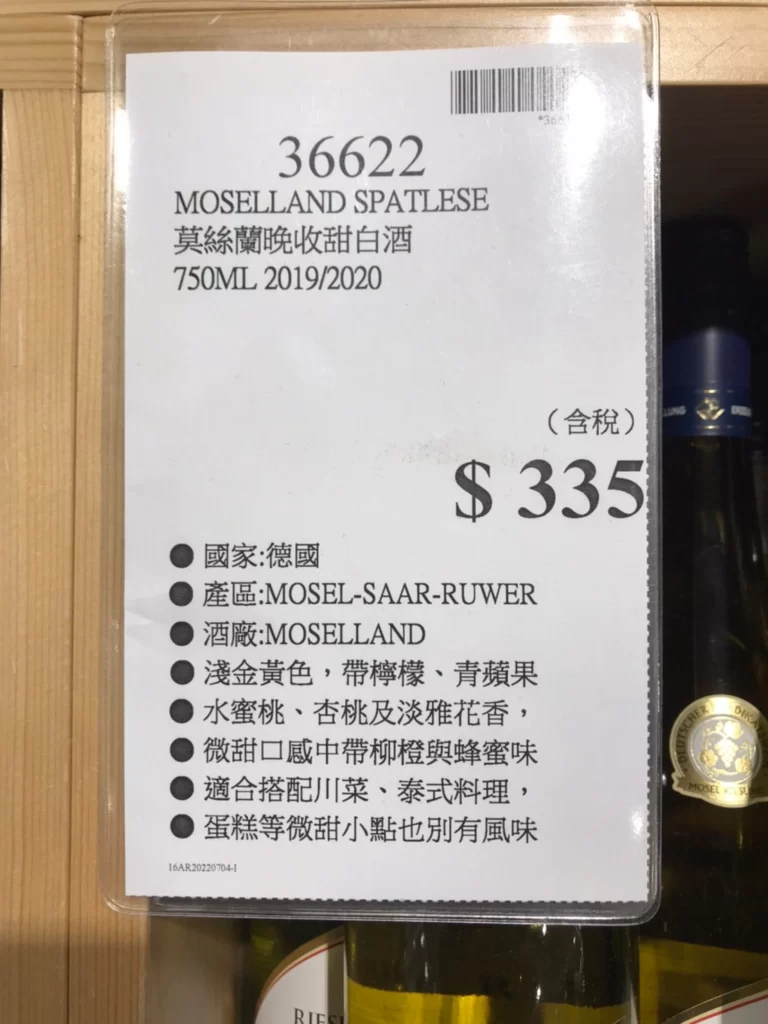 36622
MOSELLAND SPATLESE
莫絲蘭晚收甜白酒
750ML 2019/2020
（含稅）
$ 335
● 國家:德國
● 產區:MOSEL-SAAR-RUWER
● 酒廠:MOSELLAND
● 淺金黃色，帶檸檬、青蘋果
● 水蜜桃、杏桃及淡雅花香，
● 微甜口感中帶柳橙與蜂蜜味
● 適合搭配川菜、泰式料理，
● 蛋糕等微甜小點也別有風味
16AR20220704-1